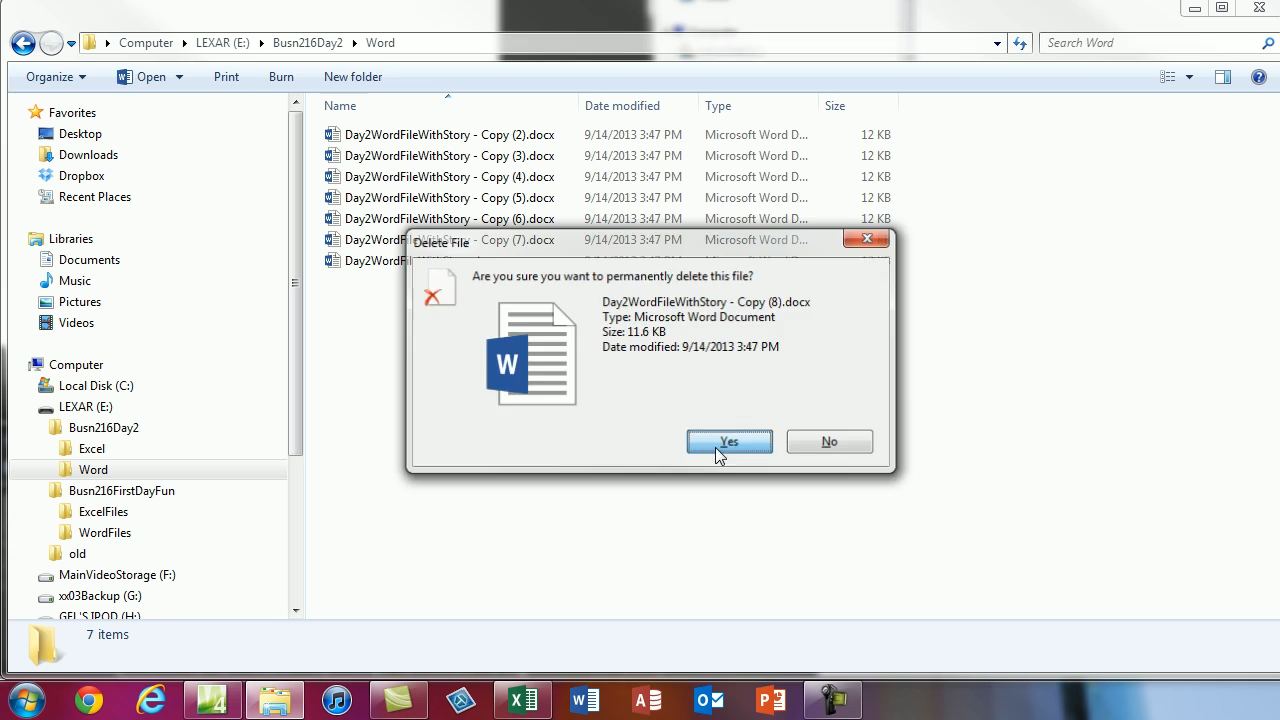 Computer LEXAR (E:) Busn216Day2 Word Search Word
Organize Open Print Burn New folder
Name Date modified Type Size
Favorites
Desktop
Downloads
Dropbox
Recent Places
Libraries
Documents
Music
Pictures
Videos
Computer
Local Disk (C:)
LEXAR (E:)
Busn216Day2
Excel
Word
Busn216FirstDayFun
ExcelFiles
WordFiles
old
MainVideoStorage (F:)
xx03Backup (G:)
GEL'S IPOD (H:)
Day2WordFileWithStory - Copy (2).docx 9/14/2013 3:47 PM Microsoft Word D... 12 KB
Day2WordFileWithStory - Copy (3).docx 9/14/2013 3:47 PM Microsoft Word D... 12 KB
Day2WordFileWithStory - Copy (4).docx 9/14/2013 3:47 PM Microsoft Word D... 12 KB
Day2WordFileWithStory - Copy (5).docx 9/14/2013 3:47 PM Microsoft Word D... 12 KB
Day2WordFileWithStory - Copy (6).docx 9/14/2013 3:47 PM Microsoft Word D... 12 KB
Day2WordFileWithStory - Copy (7).docx 9/14/2013 3:47 PM Microsoft Word D... 12 KB
Day2WordFil
Delete File
Are you sure you want to permanently delete this file?
Day2WordFileWithStory - Copy (8).docx
Type: Microsoft Word Document
Size: 11.6 KB
Date modified: 9/14/2013 3:47 PM
W
Yes No
7 items